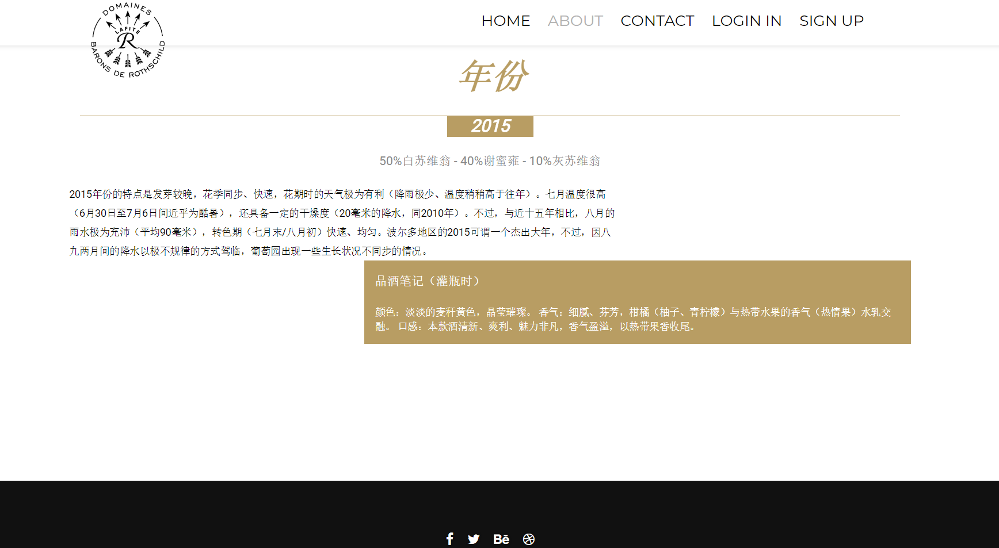 DOMAINES
LAFITE
R
BARONS DE ROTHSCHILD
HOME ABOUT CONTACT LOGIN IN SIGN UP
年份
2015
50%白苏维翁 - 40%谢蜜雍 - 10%灰苏维翁
2015年份的特点是发芽较晚，花季同步、快速，花期时的天气极为有利（降雨极少、温度稍稍高于往年）。七月温度很高
（6月30日至7月6日间近乎为酷暑），还具备一定的干燥度（20毫米的降水，同2010年）。不过，与近十五年相比，八月的
雨水极为充沛（平均90毫米），转色期（七月末/八月初）快速、均匀。波尔多地区的2015可谓一个杰出大年，不过，因八
九两月间的降水以极不规律的方式驾临，葡萄园出现一些生长状况不同步的情况。
品酒笔记（灌瓶时）
颜色：淡淡的麦秆黄色，晶莹璀璨。 香气：细腻、芬芳，柑橘（柚子、青柠檬）与热带水果的香气（热情果）水乳交
融。 口感：本款酒清新、爽利、魅力非凡，香气盈溢，以热带果香收尾。